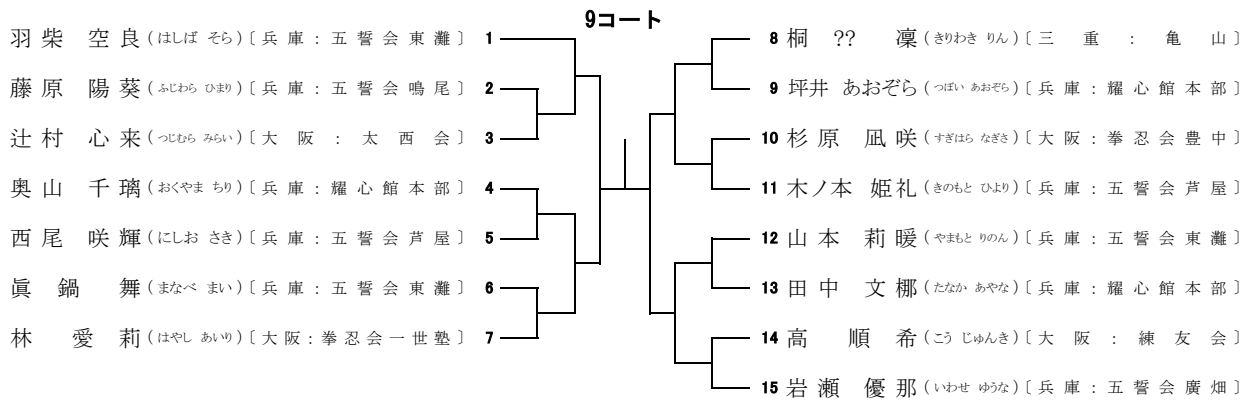 9コート
羽柴 空良 (はしば そら) 〔兵庫：五誓会東灘〕 1
藤原 陽葵 (ふじわら ひまり) 〔兵庫：五誓会鳴尾〕 2
辻村 心来 (つじむら みらい) 〔大阪：太西会〕 3
奥山 千璃 (おくやま ちり) 〔兵庫：耀心館本部〕 4
西尾 咲輝 (にしお さき) 〔兵庫：五誓会芦屋〕 5
眞鍋 舞 (まなべ まい) 〔兵庫：五誓会東灘〕 6
林 愛莉 (はやし あいり) 〔大阪：拳忍会一世塾〕 7
8 桐?? 凜 (きりわき りん) 〔三重：亀山〕
9 坪井 あおぞら (つぼい あおぞら) 〔兵庫：耀心館本部〕
10 杉原 凪咲 (すぎはら なぎさ) 〔大阪：拳忍会豊中〕
11 木ノ本 姫礼 (きのもと ひより) 〔兵庫：五誓会芦屋〕
12 山本 莉暖 (やまもと りのん) 〔兵庫：五誓会東灘〕
13 田中 文梛 (たなか あやな) 〔兵庫：耀心館本部〕
14 高 順希 (こう じゅんき) 〔大阪：練友会〕
15 岩瀬 優那 (いわせ ゆうな) 〔兵庫：五誓会廣畑〕